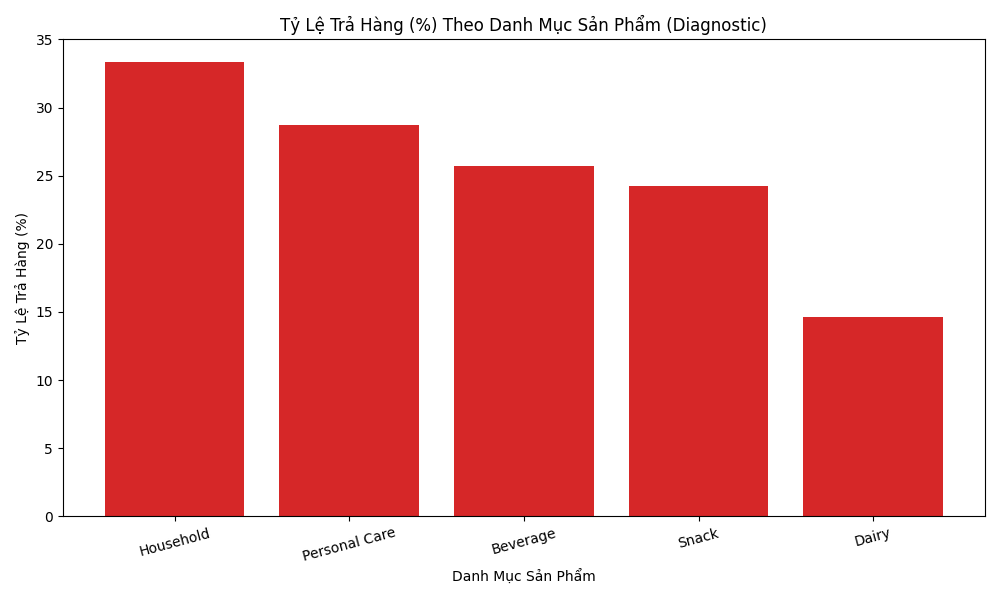 Tỷ Lệ Trả Hàng (%) Theo Danh Mục Sản Phẩm (Diagnostic)
Tỷ Lệ Trả Hàng (%)
35
30
25
20
15
10
5
0
Household
Personal Care
Beverage
Snack
Dairy
Danh Mục Sản Phẩm